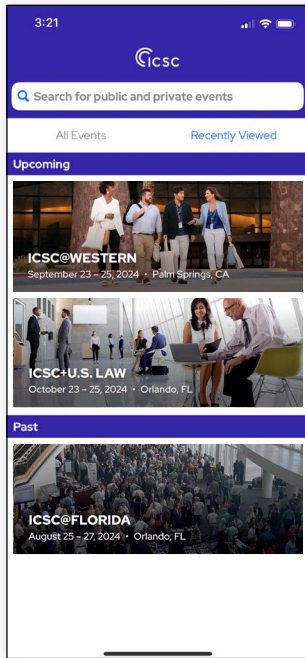 3:21
icsc
Search for public and private events
All Events Recently Viewed
Upcoming
ICSC@WESTERN
September 23 – 25, 2024 • Palm Springs, CA
ICSC+U.S. LAW
October 23 – 25, 2024 • Orlando, FL
Past
ICSC@FLORIDA
August 25 – 27, 2024 • Orlando, FL